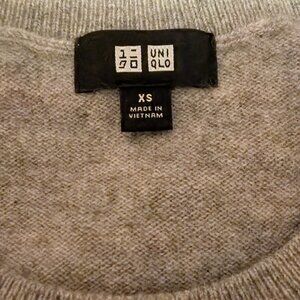 ユニ UNI
クロ QLO
XS
MADE IN
VIETNAM